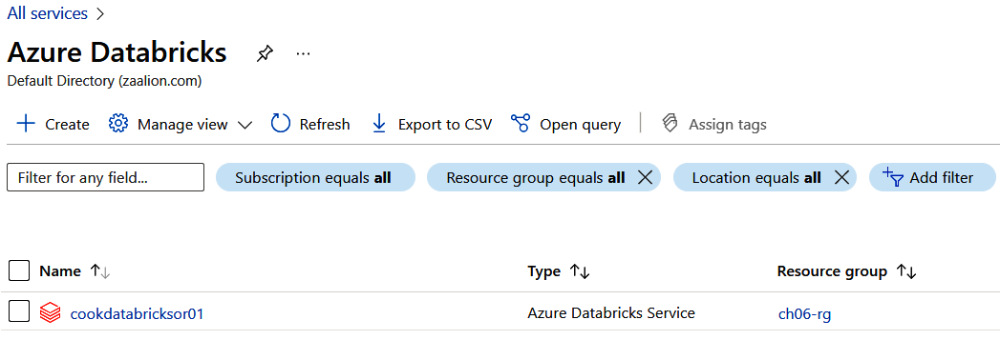 All services
Azure Databricks
Default Directory (zaalion.com)
Create Manage view Refresh Export to CSV Open query Assign tags
Filter for any field... Subscription equals all Resource group equals all Location equals all Add filter
Name Type Resource group
cookdatabricksor01 Azure Databricks Service ch06-rg